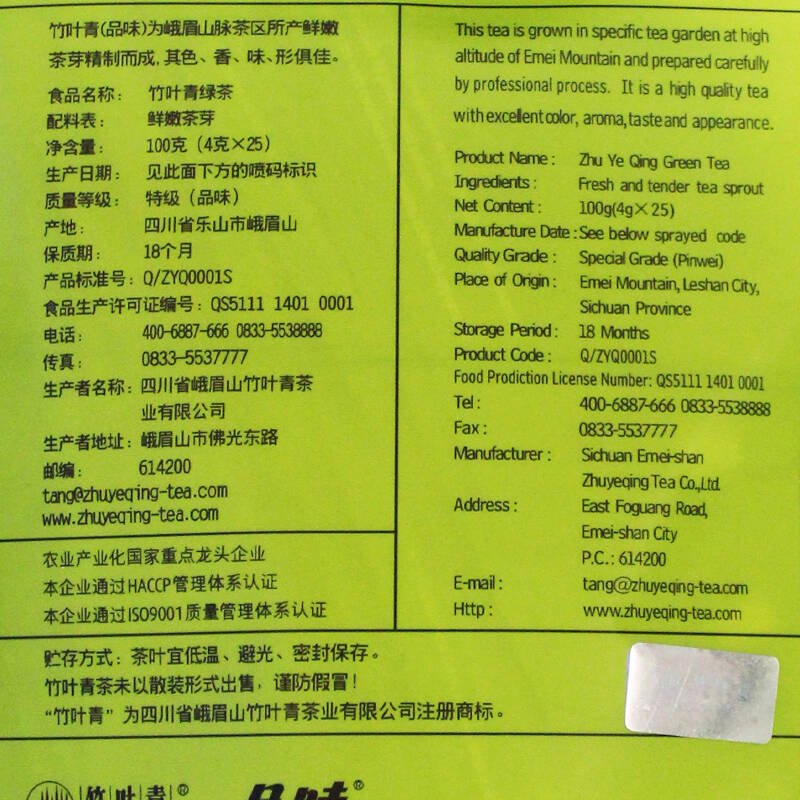 竹叶青(品味)为峨眉山脉茶区所产鲜嫩
茶芽精制而成，其色、香、味、形俱佳。
食品名称： 竹叶青绿茶
配料表： 鲜嫩茶芽
净含量： 100克（4克×25）
生产日期： 见此面下方的喷码标识
质量等级： 特级（品味）
产地： 四川省乐山市峨眉山
保质期： 18个月
产品标准号：Q/ZYQ0001S
食品生产许可证编号：QS5111 1401 0001
电话： 400-6887-666 0833-5538888
传真： 0833-5537777
生产者名称：四川省峨眉山竹叶青茶
业有限公司
生产者地址：峨眉山市佛光东路
邮编： 614200
tang@zhuyeqing-tea.com
www.zhuyeqing-tea.com
农业产业化国家重点龙头企业
本企业通过HACCP管理体系认证
本企业通过ISO9001质量管理体系认证
This tea is grown in specific tea garden at high
altitude of Emei Mountain and prepared carefully
by professional process. It is a high quality tea
with excellent color, aroma, taste and appearance.
Product Name : Zhu Ye Qing Green Tea
Ingredients : Fresh and tender tea sprout
Net Content : 100g(4g×25)
Manufacture Date : See below sprayed code
Quality Grade : Special Grade (Pinwei)
Place of Origin : Emei Mountain, Leshan City,
Sichuan Province
Storage Period : 18 Months
Product Code : Q/ZYQ0001S
Food Prodiction License Number: QS5111 1401 0001
Tel : 400-6887-666 0833-5538888
Fax : 0833-5537777
Manufacturer : Sichuan Emei-shan
Zhuyeqing Tea Co.,Ltd.
Address : East Foguang Road,
Emei-shan City
P.C.: 614200
E-mail : tang@zhuyeqing-tea.com
Http : www.zhuyeqing-tea.com
贮存方式：茶叶宜低温、避光、密封保存。
竹叶青茶未以散装形式出售，谨防假冒！
“竹叶青”为四川省峨眉山竹叶青茶业有限公司注册商标。
竹叶青® 品味®